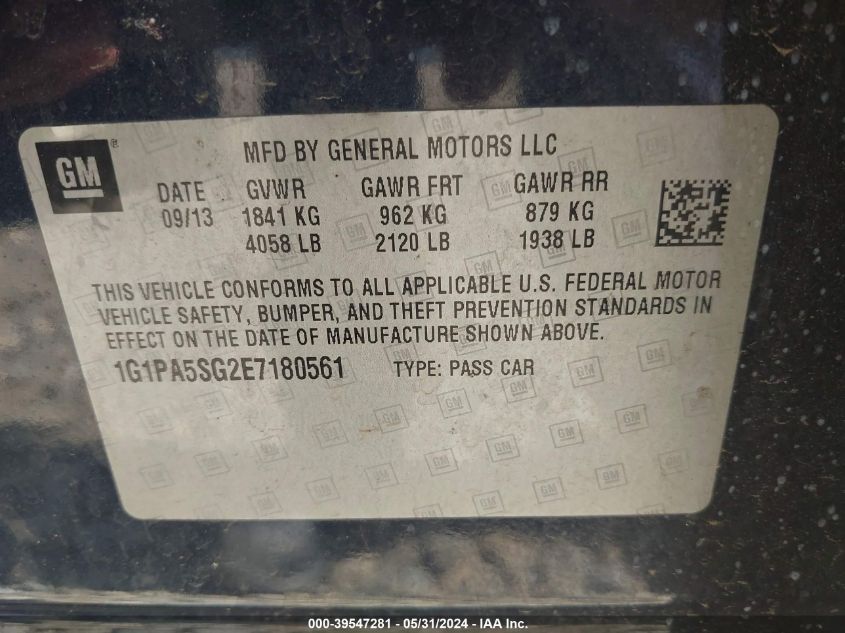 GM®
MFD BY GENERAL MOTORS LLC
DATE GVWR GAWR FRT GAWR RR
09/13 1841 KG 962 KG 879 KG
4058 LB 2120 LB 1938 LB
THIS VEHICLE CONFORMS TO ALL APPLICABLE U.S. FEDERAL MOTOR
VEHICLE SAFETY, BUMPER, AND THEFT PREVENTION STANDARDS IN
EFFECT ON THE DATE OF MANUFACTURE SHOWN ABOVE.
1G1PA5SG2E7180561 TYPE: PASS CAR
000-39547281 - 05/31/2024 - IAA Inc.